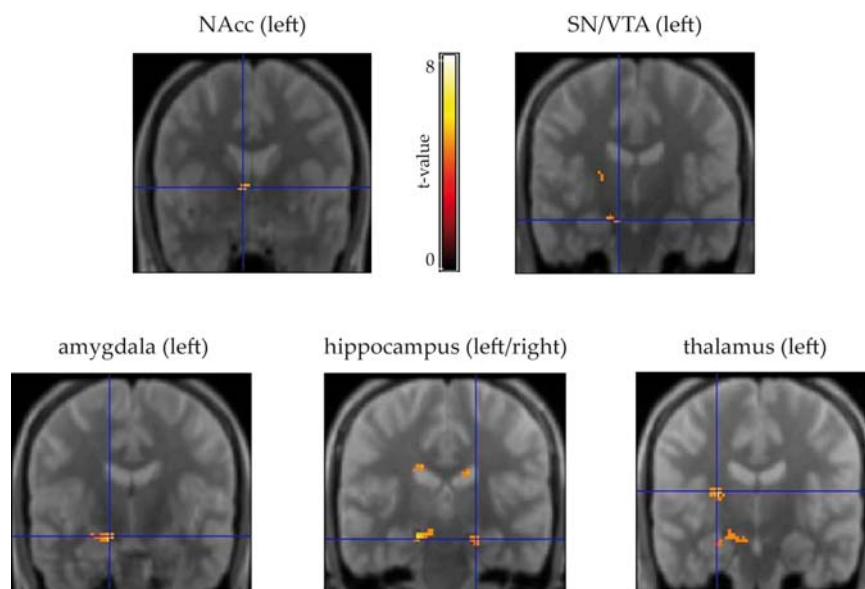 NAcc (left)
SN/VTA (left)
8
t-value
0
amygdala (left)
hippocampus (left/right)
thalamus (left)